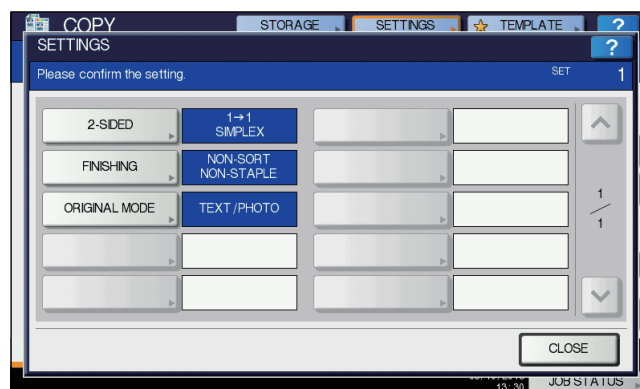 COPY
STORAGE
SETTINGS
TEMPLATE
?
SETTINGS
?
Please confirm the setting.
SET
1
2-SIDED
1→1
SIMPLEX
FINISHING
NON-SORT
NON-STAPLE
ORIGINAL MODE
TEXT/PHOTO
1
1
CLOSE
13:30
JOB STATUS